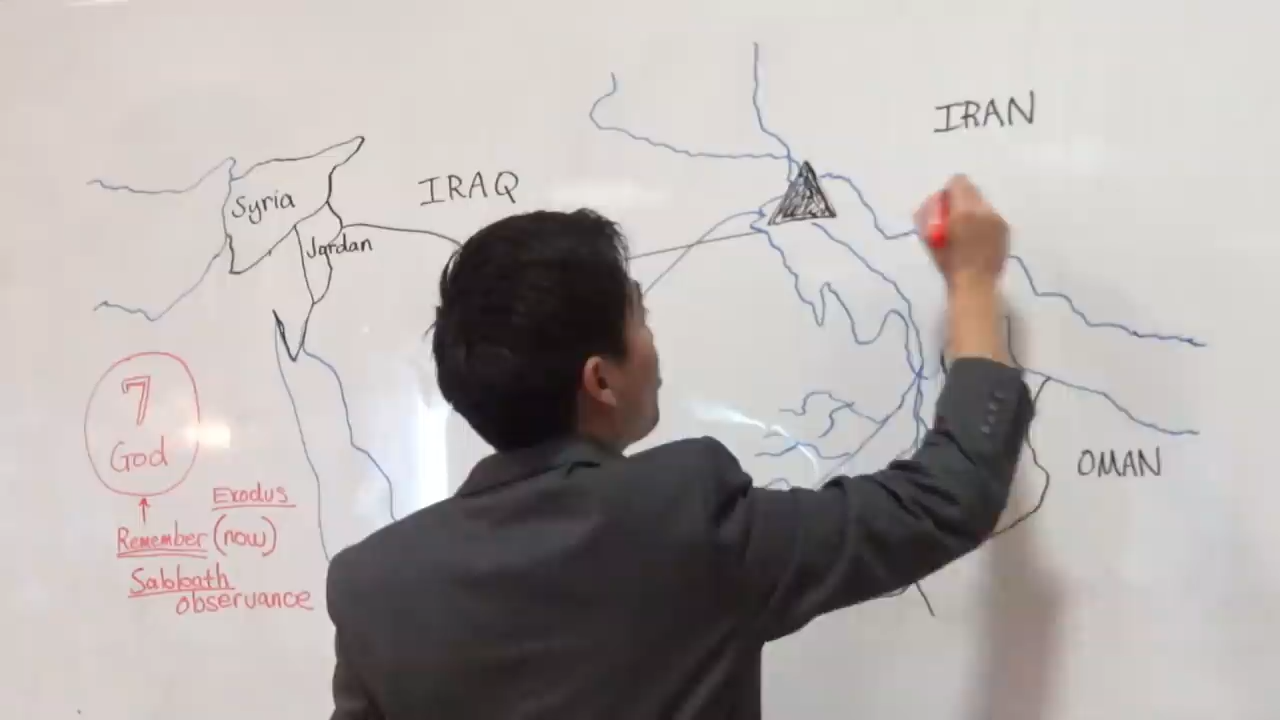 IRAN
IRAQ
Syria
Jordan
OMAN
7
God
Exodus
Remember (now)
Sabbath
observance